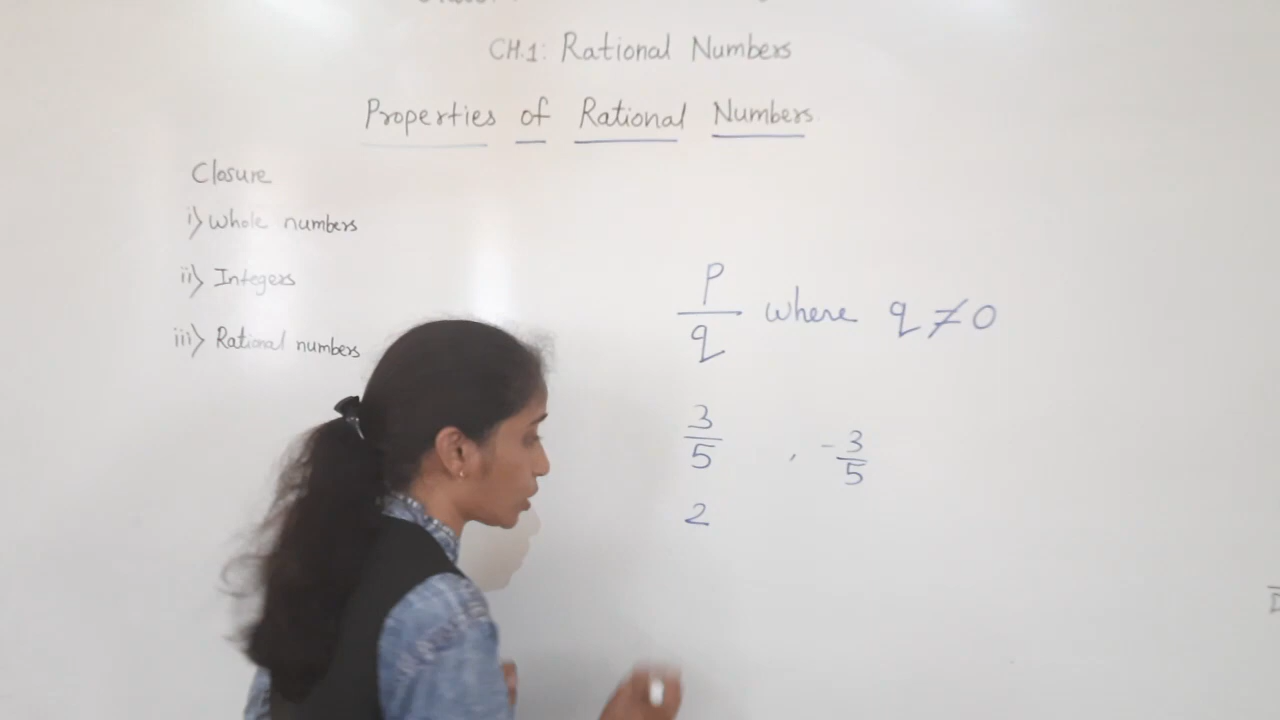 CH.1: Rational Numbers
Properties of Rational Numbers
Closure
i) Whole numbers
ii) Integers
iii) Rational numbers
P/q where q ≠ 0
3/5 , -3/5
2